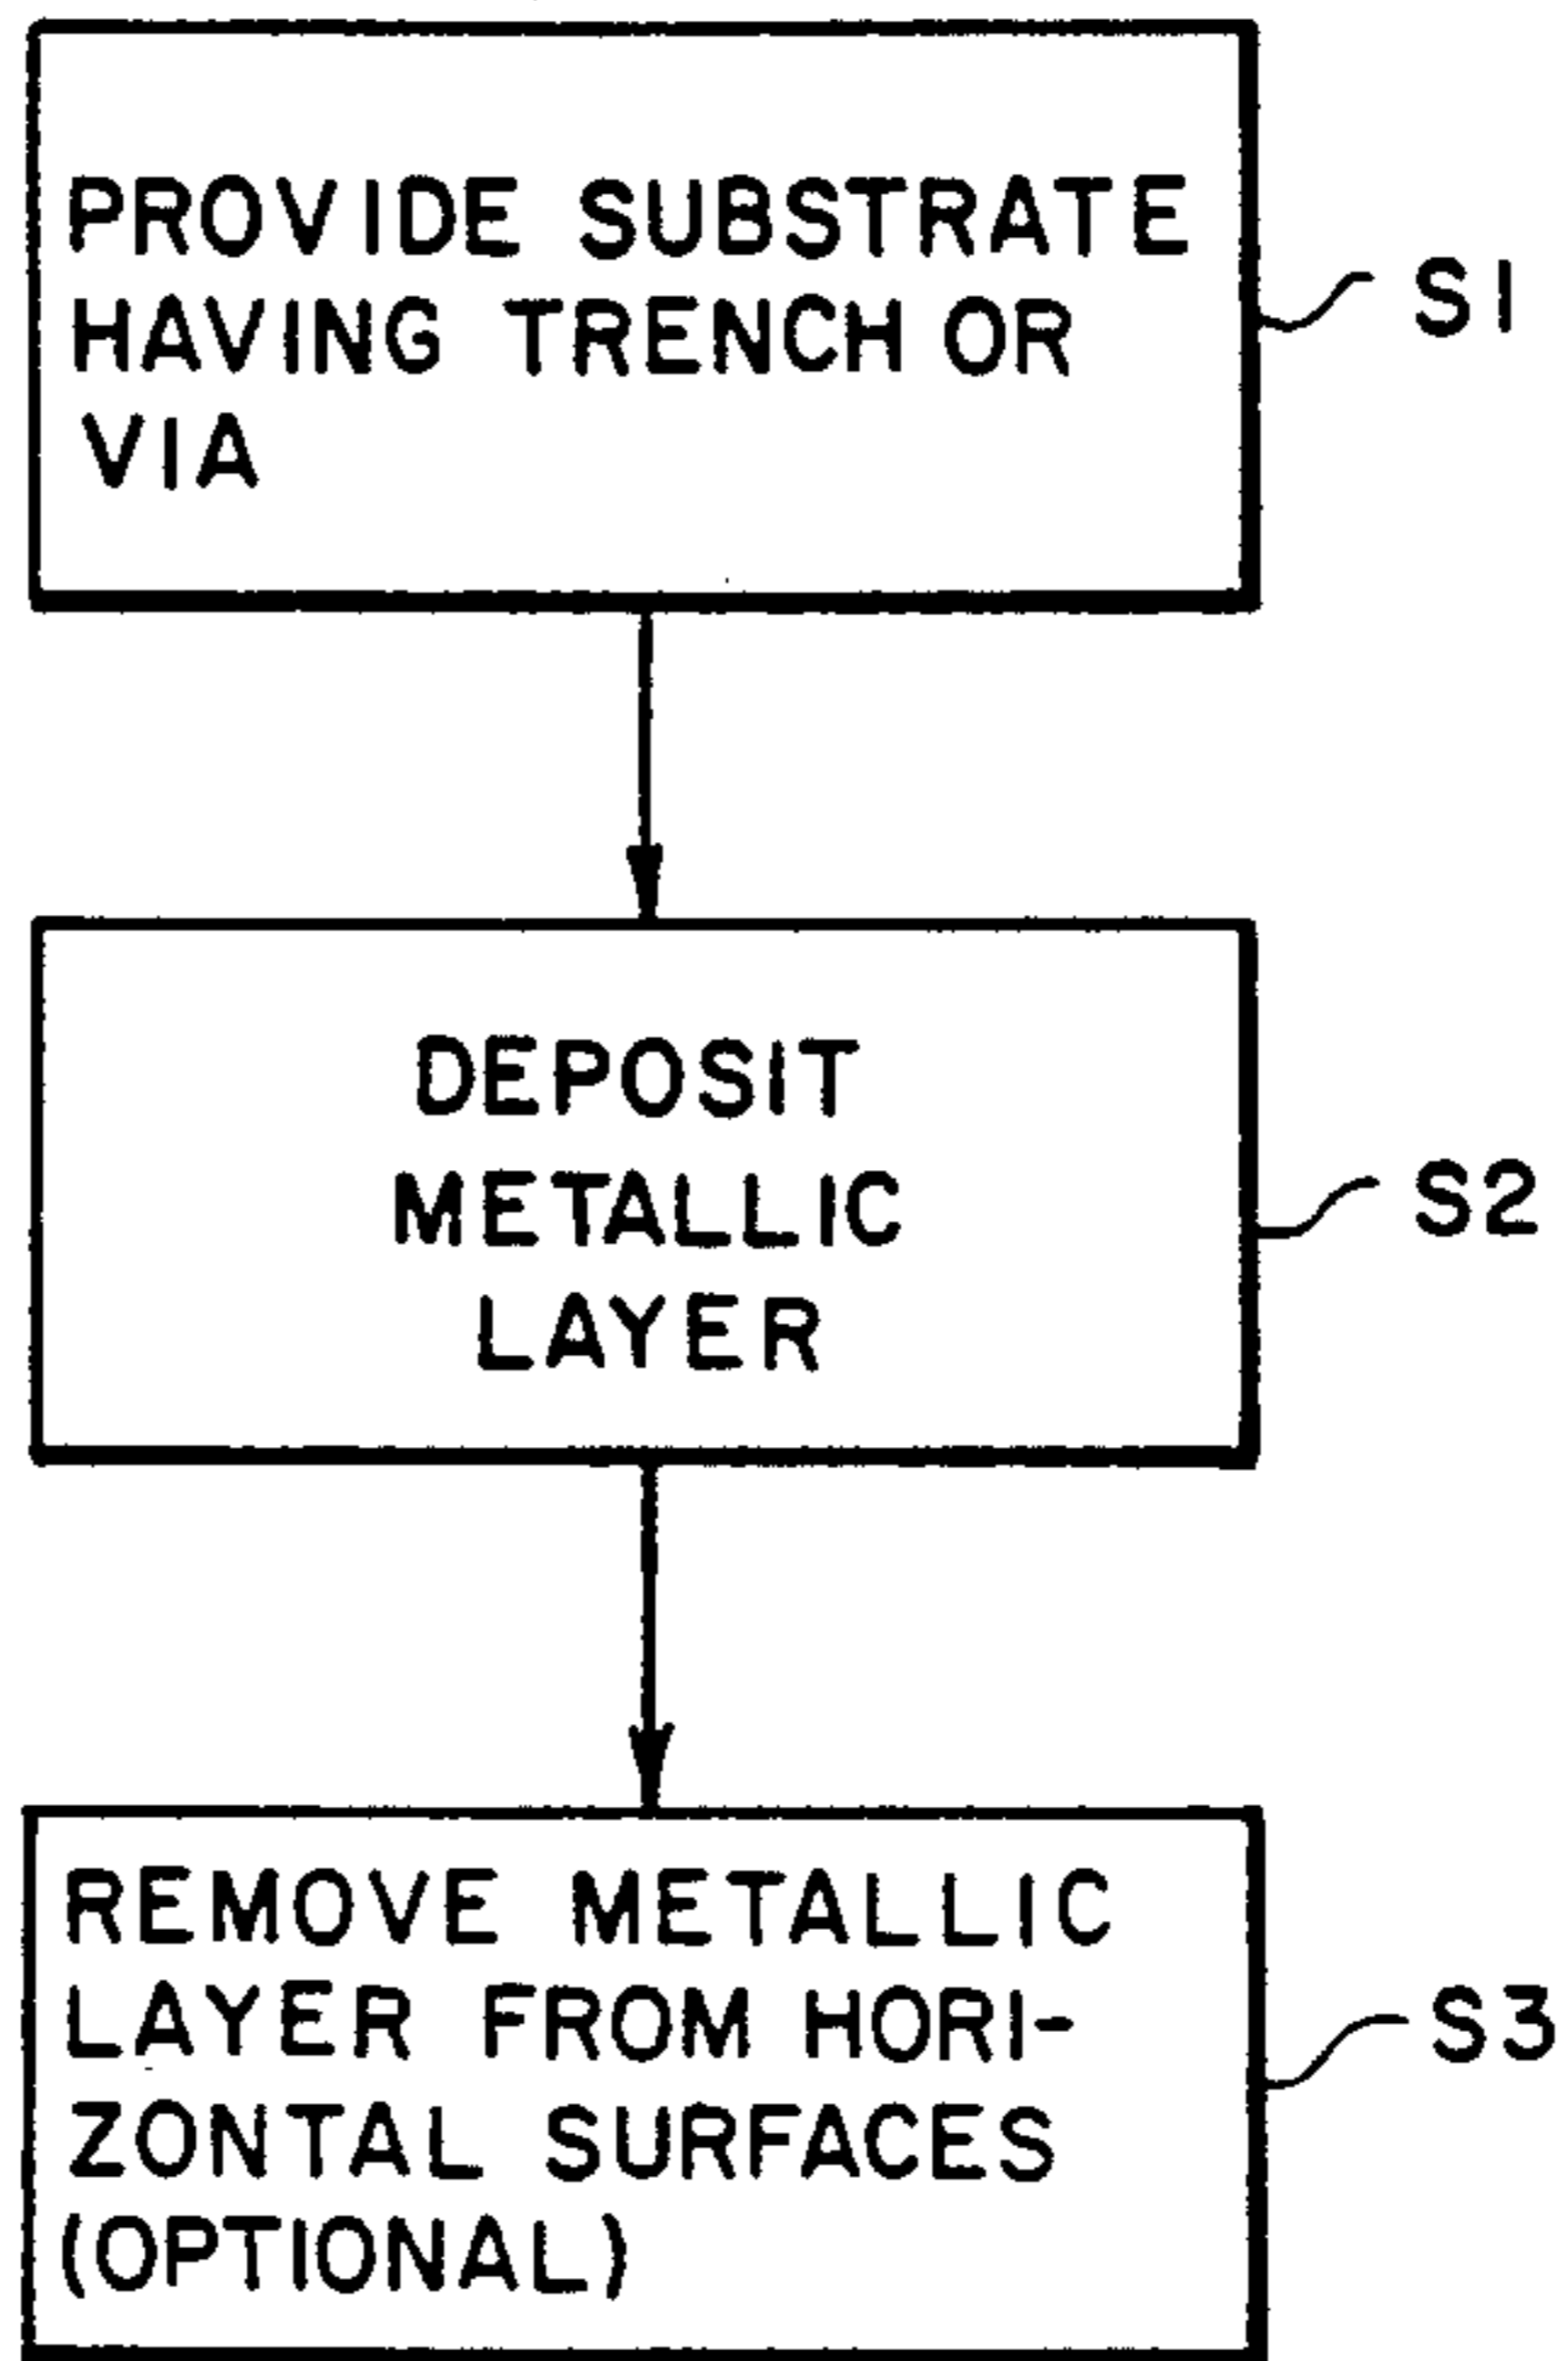 PROVIDE SUBSTRATE
HAVING TRENCH OR
VIA
S1
DEPOSIT
METALLIC
LAYER
S2
REMOVE METALLIC
LAYER FROM HORI-
ZONTAL SURFACES
(OPTIONAL)
S3